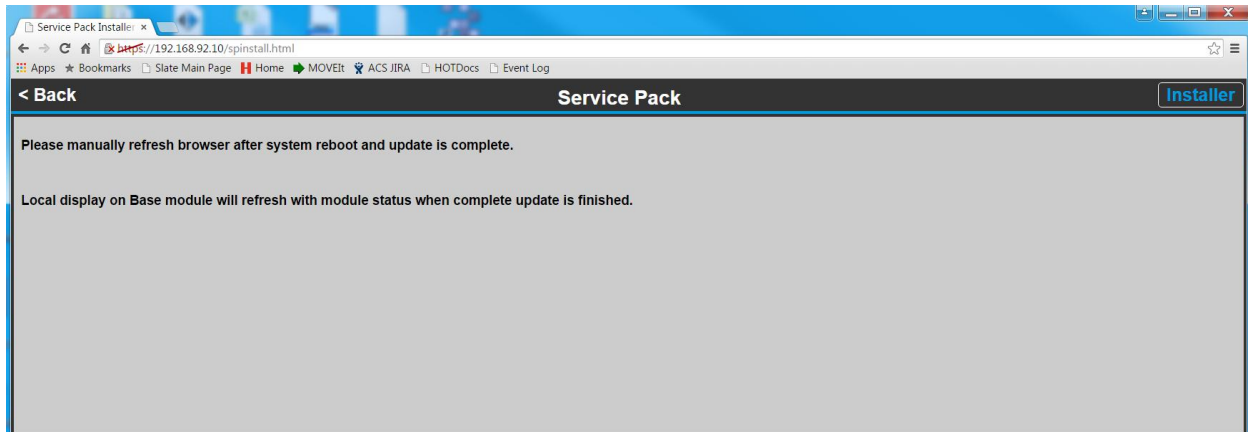 Service Pack Installer
https://192.168.92.10/spinstall.html
Apps Bookmarks Slate Main Page Home MOVEIt ACS JIRA HOTDocs Event Log
< Back Service Pack Installer
Please manually refresh browser after system reboot and update is complete.
Local display on Base module will refresh with module status when complete update is finished.